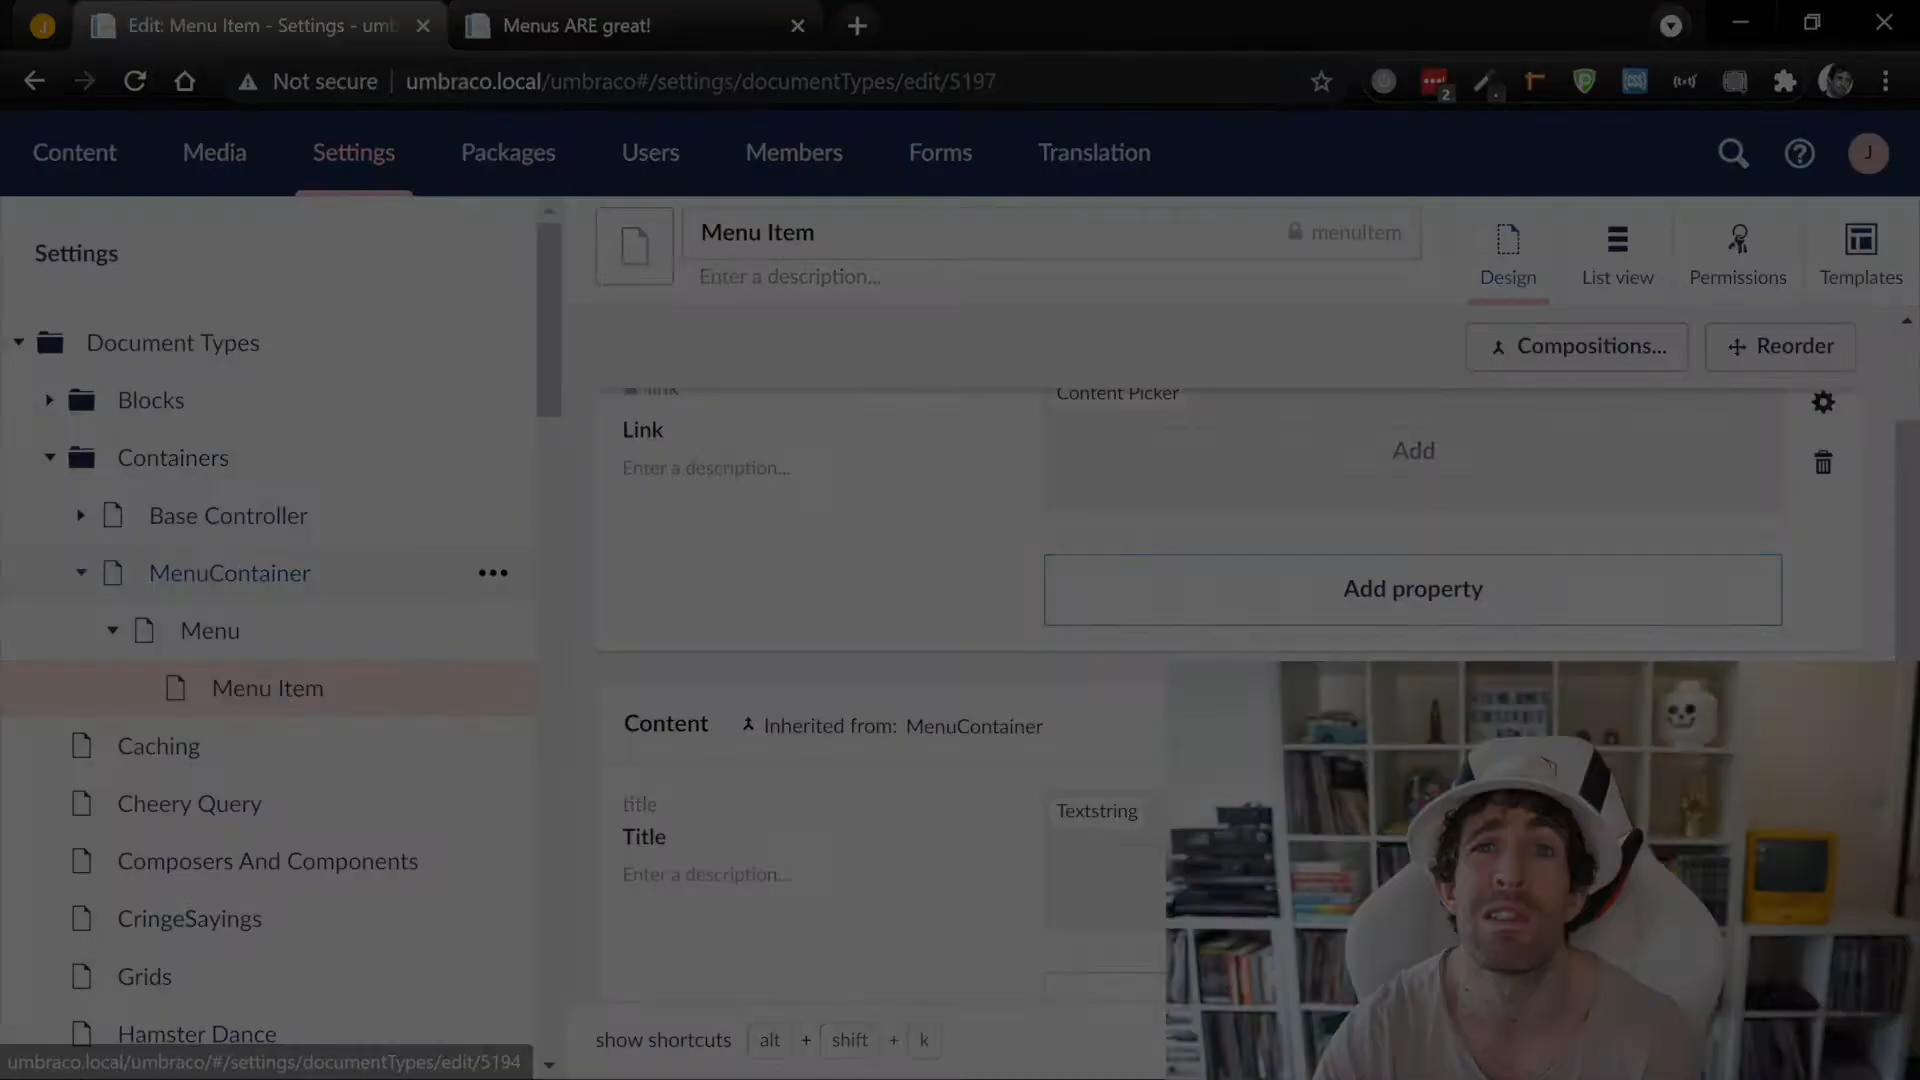 Edit: Menu Item - Settings - umb
Menus ARE great!
Not secure
umbraco.local/umbraco#/settings/documentTypes/edit/5197
2
Content
Media
Settings
Packages
Users
Members
Forms
Translation
J
Settings
Document Types
Blocks
Containers
Base Controller
MenuContainer
Menu
Menu Item
Caching
Cheery Query
Composers And Components
CringeSayings
Grids
Hamster Dance
umbraco.local/umbraco/#/settings/documentTypes/edit/5194
Menu Item
menuItem
Enter a description...
Design
List view
Permissions
Templates
Compositions...
Reorder
link
Link
Enter a description...
Content Picker
Add
Add property
Content
Inherited from: MenuContainer
title
Title
Enter a description...
Textstring
show shortcuts alt + shift + k